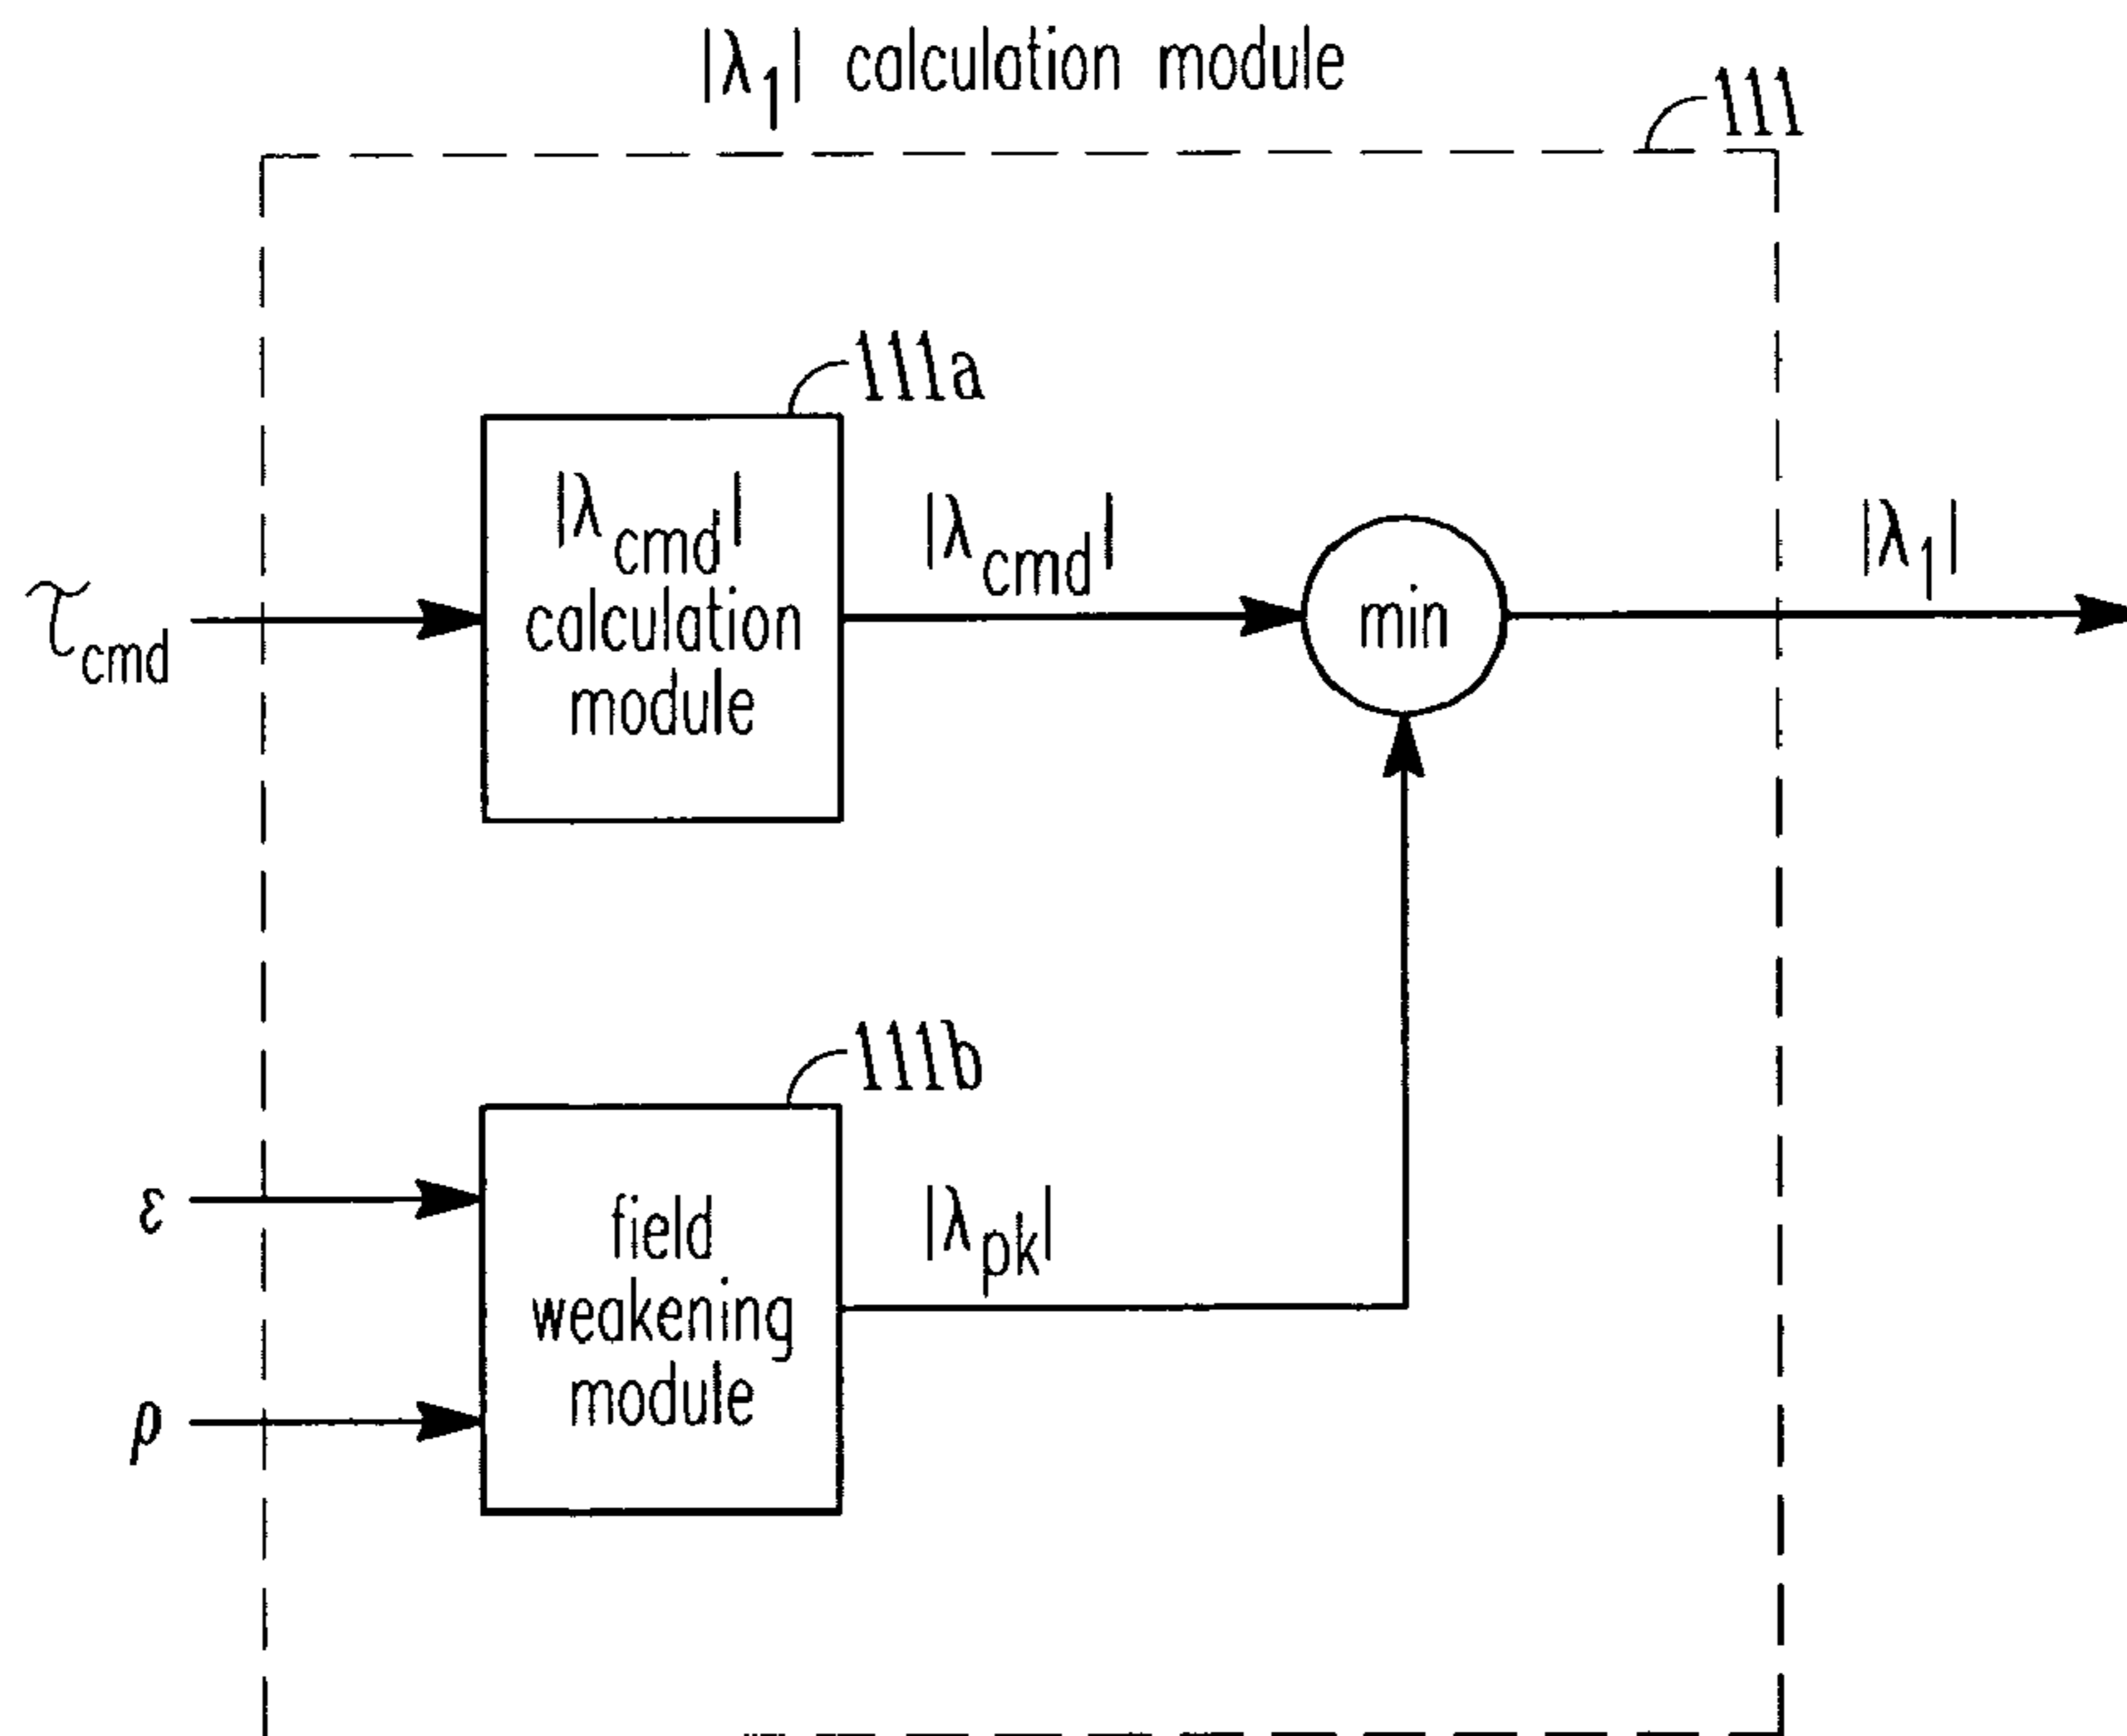 |λ1| calculation module
111
111a
|λcmd|
calculation
module
|λcmd|
min
|λ1|
τcmd
111b
ε
ρ
field
weakening
module
|λpk|